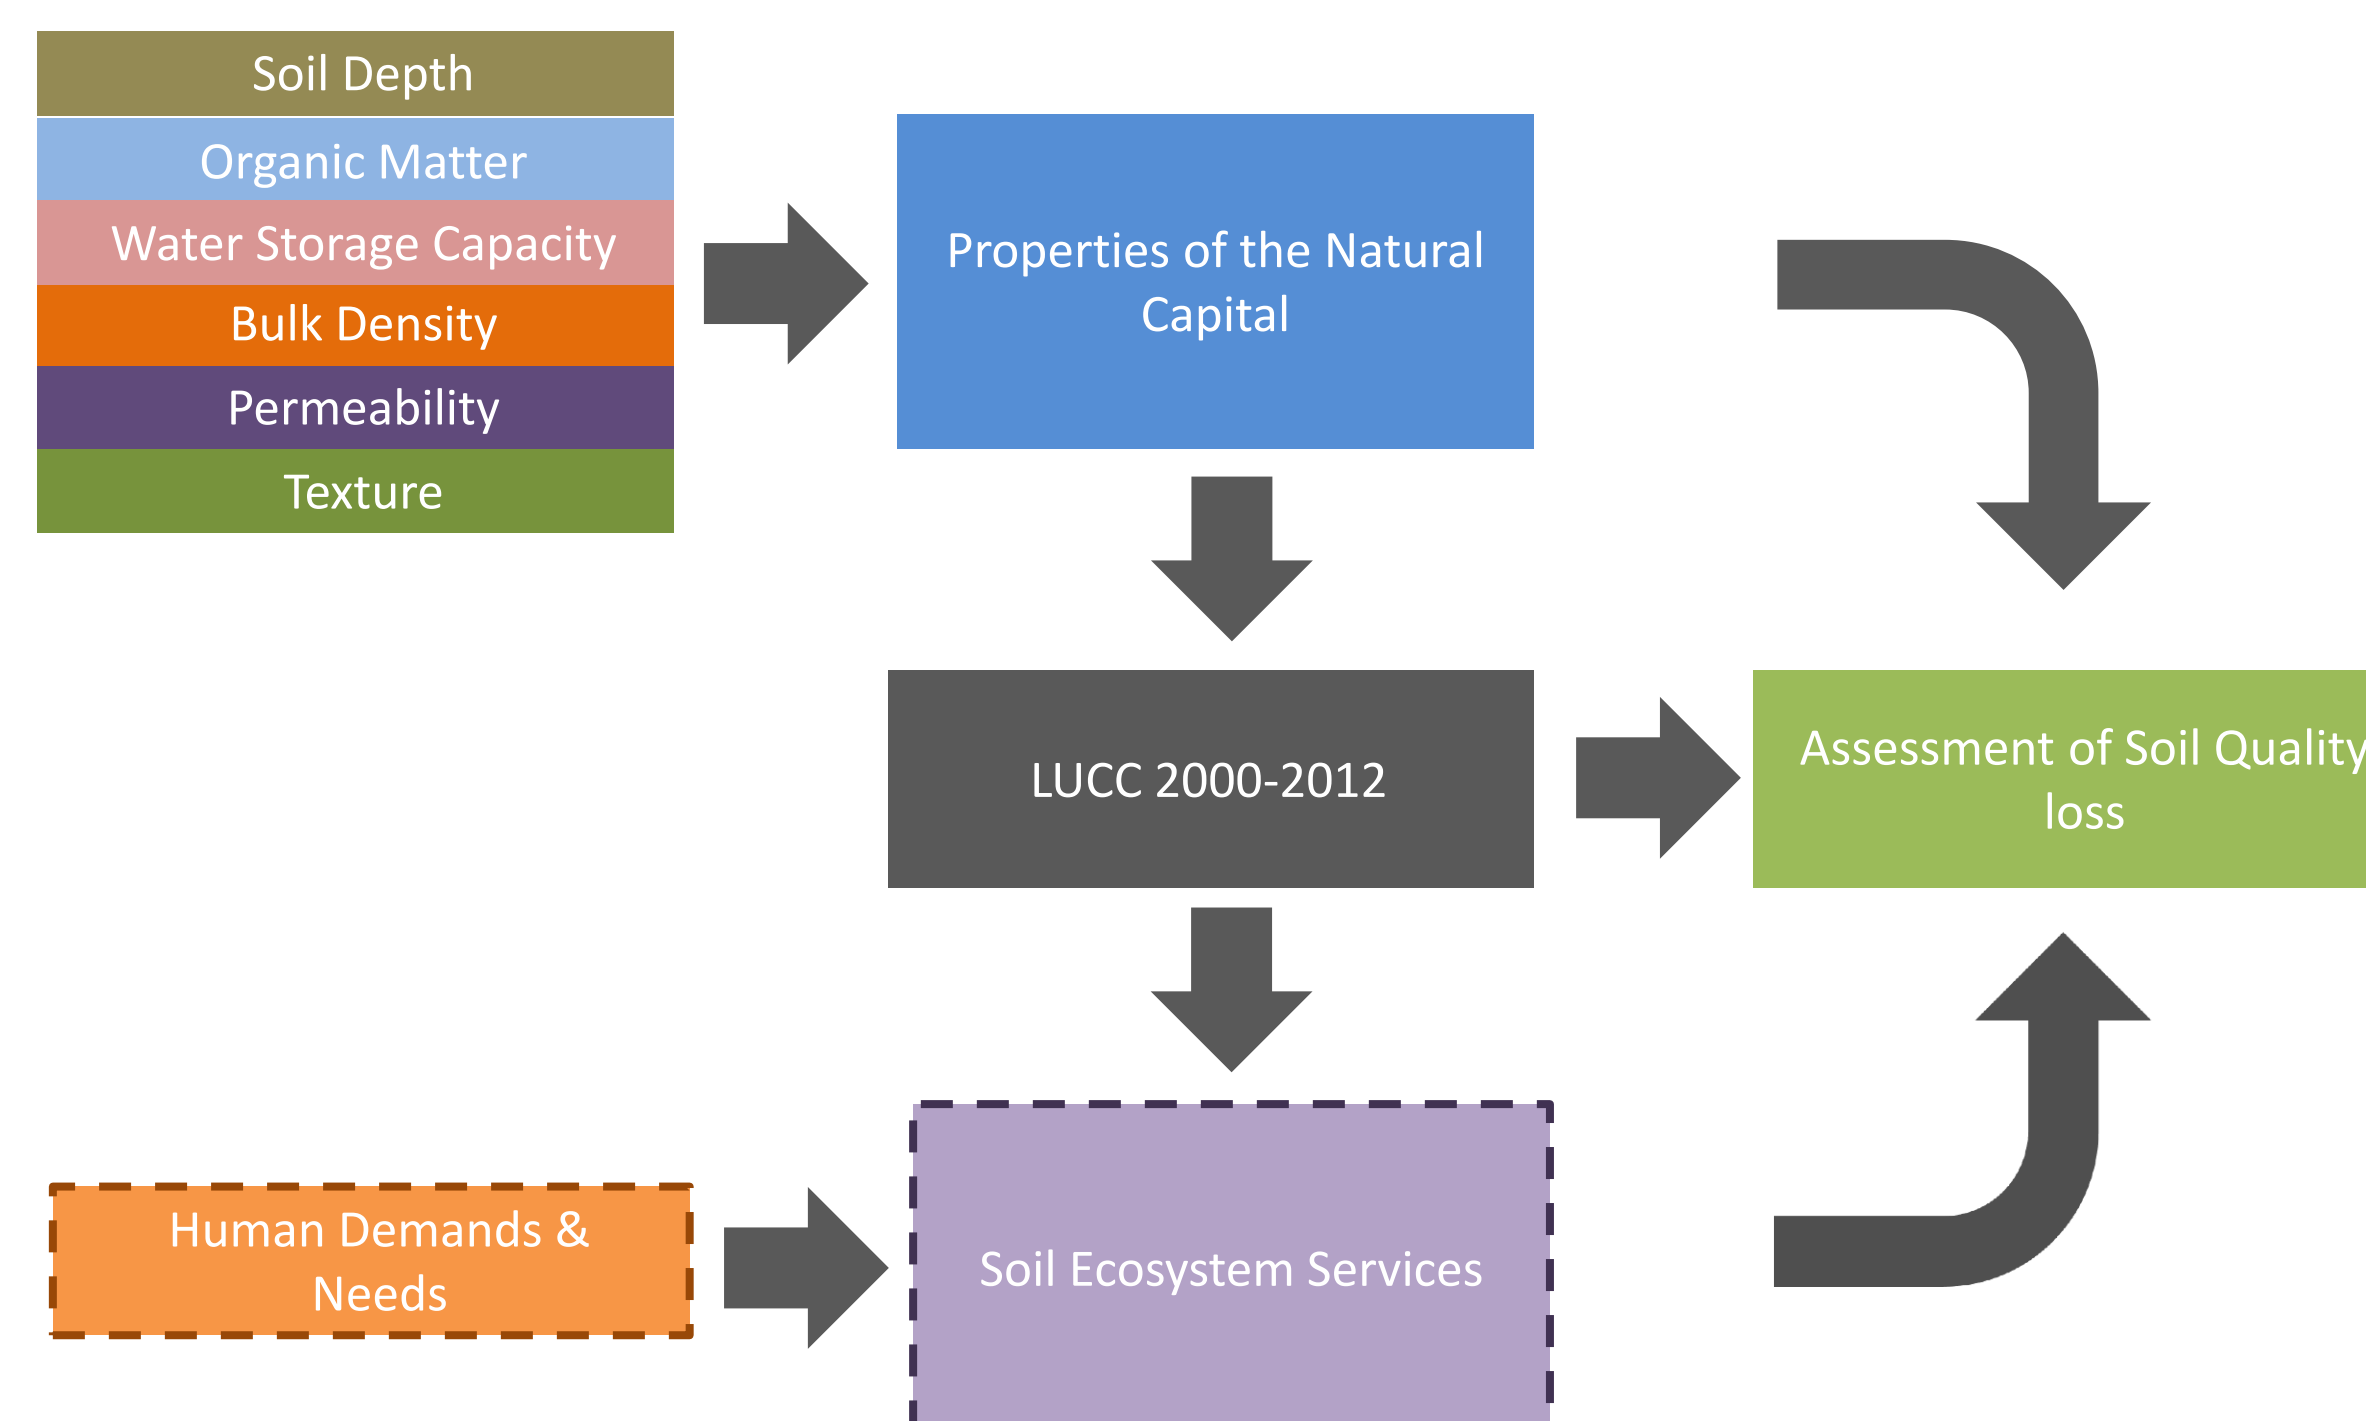 Soil Depth
Organic Matter
Water Storage Capacity
Bulk Density
Permeability
Texture
Properties of the Natural
Capital
LUCC 2000-2012
Assessment of Soil Quality
loss
Human Demands &
Needs
Soil Ecosystem Services